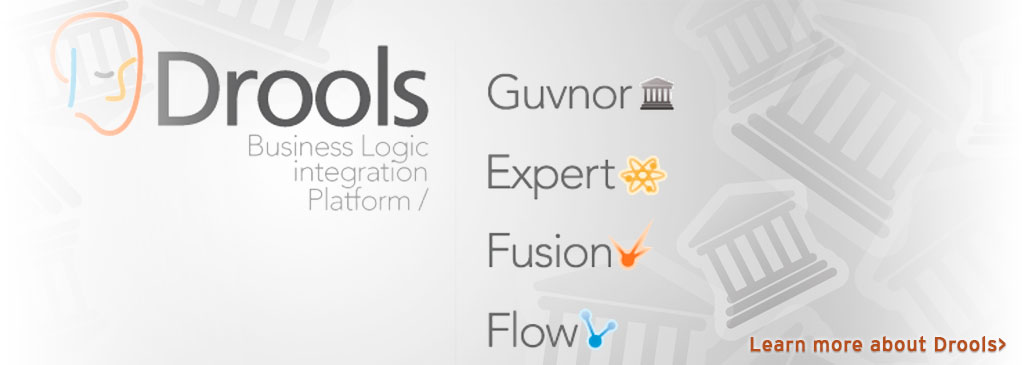 Drools
Business Logic
integration
Platform /
Guvnor
Expert
Fusion
Flow
Learn more about Drools>